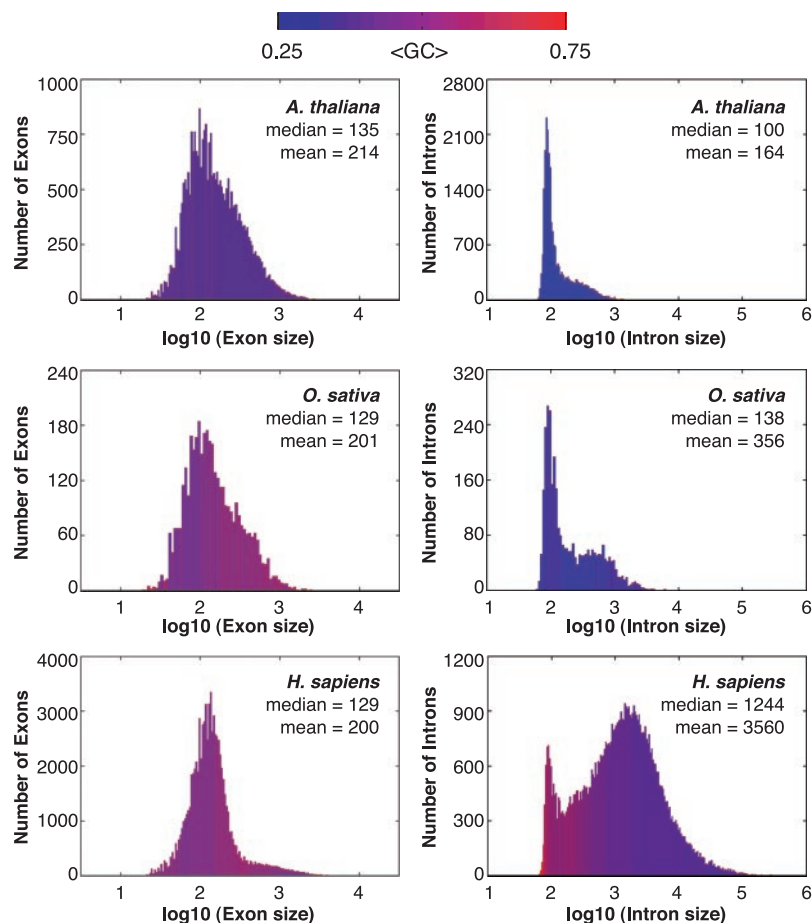 0.25 <GC> 0.75
A. thaliana
median = 135
mean = 214
Number of Exons
1000
750
500
250
0
1 2 3 4
log10 (Exon size)
A. thaliana
median = 100
mean = 164
Number of Introns
2800
2100
1400
700
0
1 2 3 4 5 6
log10 (Intron size)
O. sativa
median = 129
mean = 201
Number of Exons
240
180
120
60
0
1 2 3 4
log10 (Exon size)
O. sativa
median = 138
mean = 356
Number of Introns
320
240
160
80
0
1 2 3 4 5 6
log10 (Intron size)
H. sapiens
median = 129
mean = 200
Number of Exons
4000
3000
2000
1000
0
1 2 3 4
log10 (Exon size)
H. sapiens
median = 1244
mean = 3560
Number of Introns
1200
900
600
300
0
1 2 3 4 5 6
log10 (Intron size)